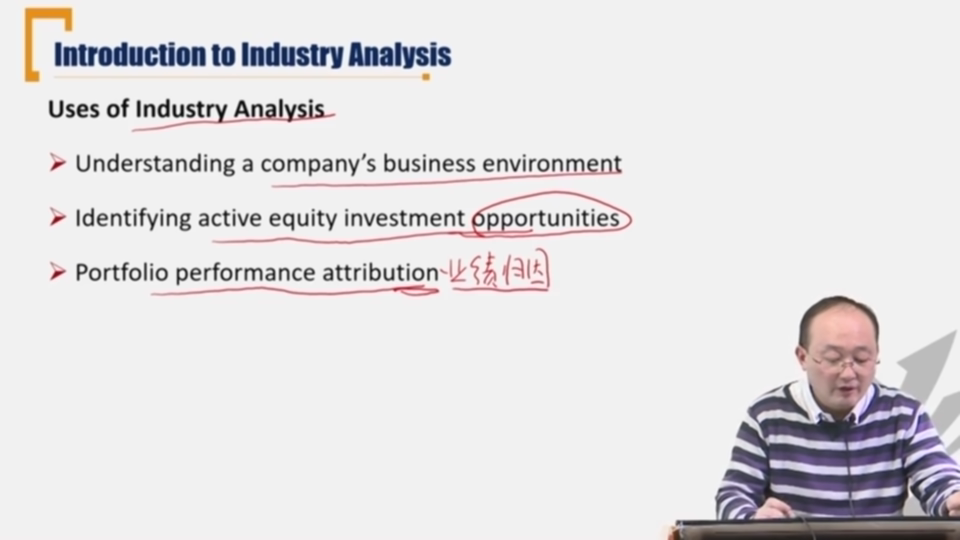 Introduction to Industry Analysis
Uses of Industry Analysis
Understanding a company's business environment
Identifying active equity investment opportunities
Portfolio performance attribution 业绩归因